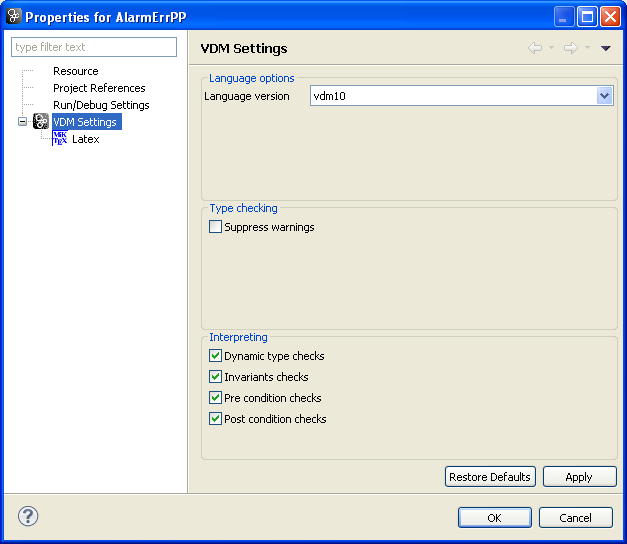 Properties for AlarmErrPP
type filter text
Resource
Project References
Run/Debug Settings
VDM Settings
Latex
VDM Settings
Language options
Language version vdm10
Type checking
Suppress warnings
Interpreting
Dynamic type checks
Invariants checks
Pre condition checks
Post condition checks
Restore Defaults Apply
? OK Cancel